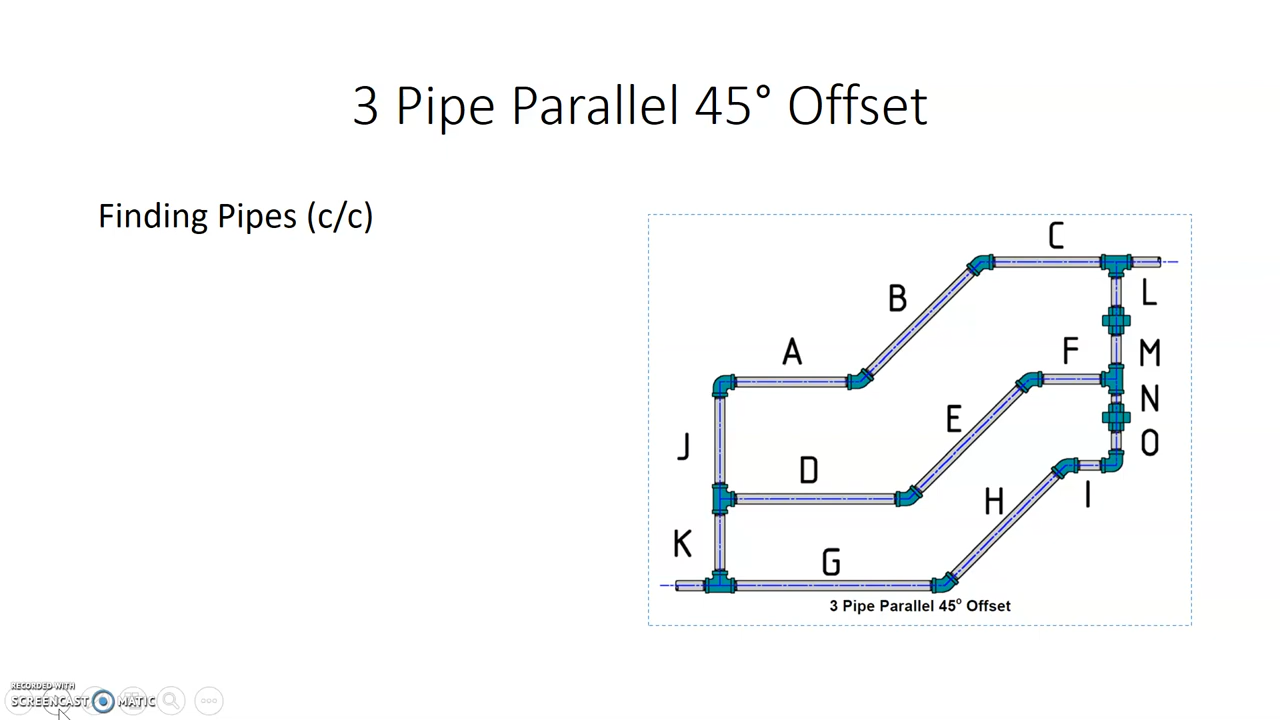 3 Pipe Parallel 45° Offset
Finding Pipes (c/c)
C
B
L
A
F
M
E
N
J
D
O
H
I
K
G
3 Pipe Parallel 45° Offset
RECORDED WITH
SCREENCAST MATIC